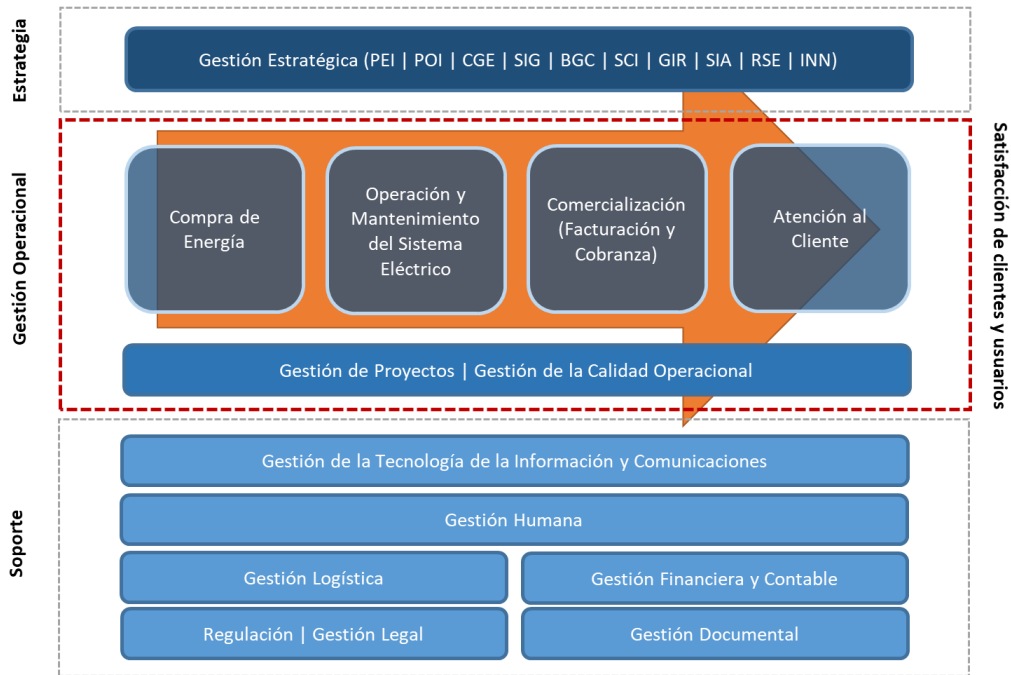 Estrategia
Gestión Estratégica (PEI | POI | CGE | SIG | BGC | SCI | GIR | SIA | RSE | INN)
Gestión Operacional
Compra de
Energía
Operación y
Mantenimiento
del Sistema
Eléctrico
Comercialización
(Facturación y
Cobranza)
Atención al
Cliente
Gestión de Proyectos | Gestión de la Calidad Operacional
Satisfacción de clientes y usuarios
Soporte
Gestión de la Tecnología de la Información y Comunicaciones
Gestión Humana
Gestión Logística
Gestión Financiera y Contable
Regulación | Gestión Legal
Gestión Documental